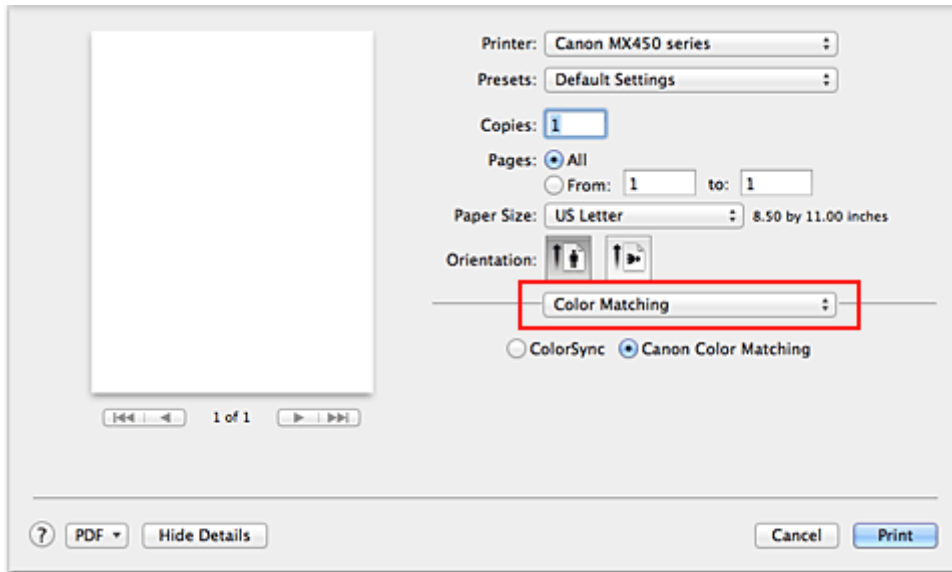 Printer: Canon MX450 series
Presets: Default Settings
Copies: 1
Pages: All
From: 1 to: 1
Paper Size: US Letter 8.50 by 11.00 inches
Orientation:
Color Matching
ColorSync Canon Color Matching
1 of 1
? PDF Hide Details Cancel Print